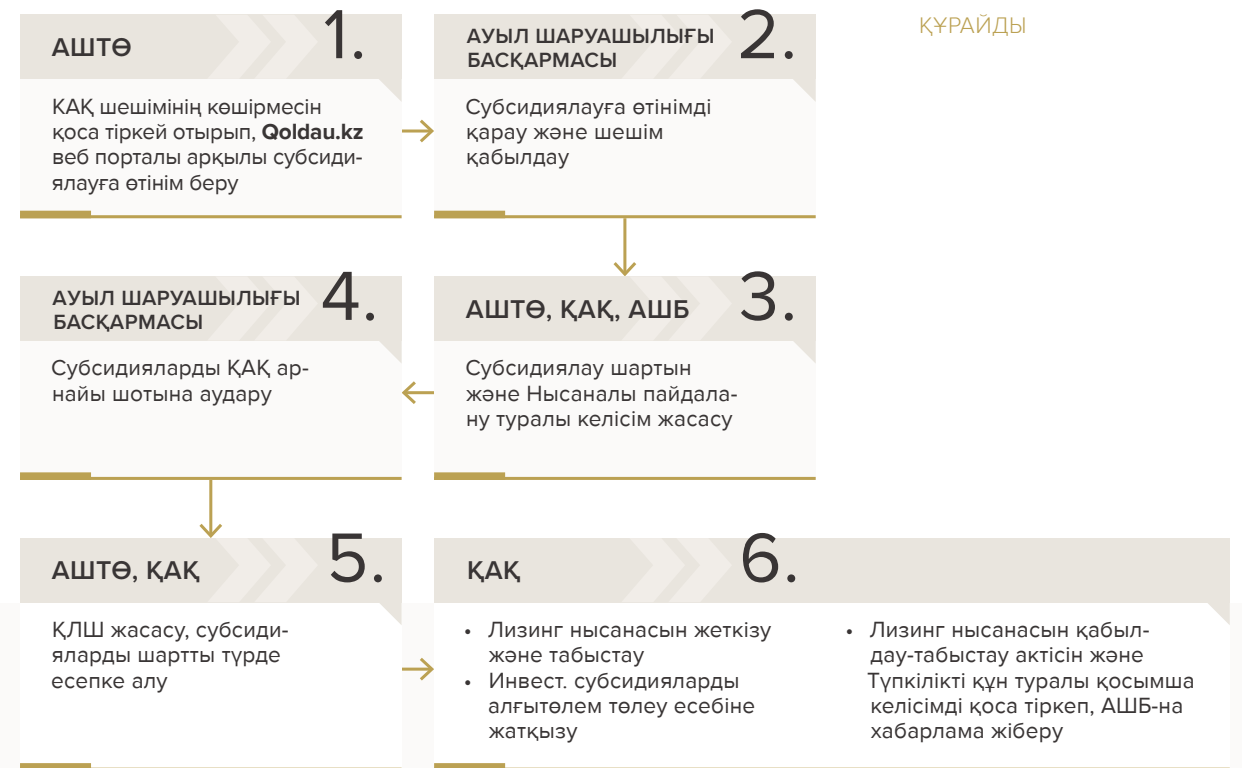 ҚҰРАЙДЫ
АШТӨ
1.
КАҚ шешімінің көшірмесін
қоса тіркей отырып, Qoldau.kz
веб порталы арқылы субсиди-
ялауға өтінім беру
АУЫЛ ШАРУАШЫЛЫҒЫ
БАСҚАРМАСЫ
2.
Субсидиялауға өтінімді
қарау және шешім
қабылдау
АШТӨ, ҚАҚ, АШБ
3.
Субсидиялау шартын
және Нысаналы пайдала-
ну туралы келісім жасасу
АУЫЛ ШАРУАШЫЛЫҒЫ
БАСҚАРМАСЫ
4.
Субсидияларды ҚАҚ ар-
найы шотына аудару
АШТӨ, ҚАҚ
5.
ҚЛШ жасасу, субсиди-
яларды шартты түрде
есепке алу
ҚАҚ
6.
• Лизинг нысанасын жеткізу
және табыстау
• Инвест. субсидияларды
алғытөлем төлеу есебіне
жатқызу
• Лизинг нысанасын қабыл-
дау-табыстау актісін және
Түпкілікті құн туралы қосымша
келісімді қоса тіркеп, АШБ-на
хабарлама жіберу